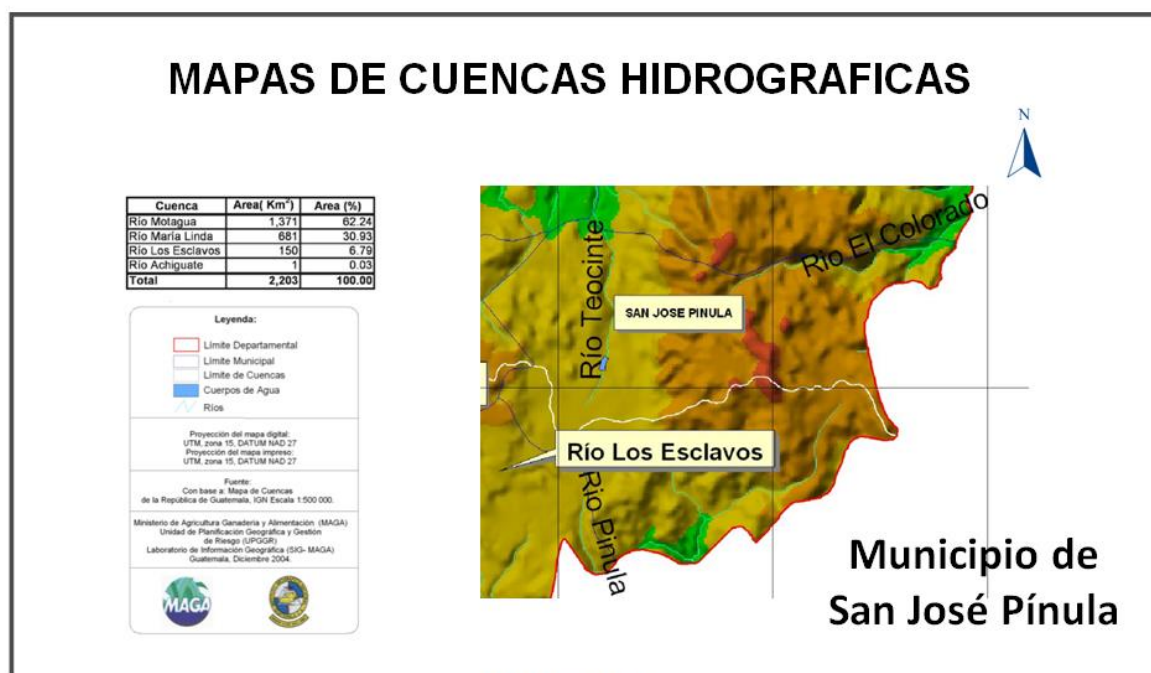 MAPAS DE CUENCAS HIDROGRAFICAS
N
Cuenca Area( Km²) Area (%)
Río Motagua 1,371 62.24
Río María Linda 681 30.93
Río Los Esclavos 150 6.79
Río Achiguate 1 0.03
Total 2,203 100.00
Leyenda:
Límite Departamental
Límite Municipal
Límite de Cuencas
Cuerpos de Agua
Ríos
Proyección del mapa digital:
UTM, zona 15, DATUM NAD 27
Proyección del mapa impreso:
UTM, zona 15, DATUM NAD 27
Fuente:
Con base a: Mapa de Cuencas
de la República de Guatemala, IGN Escala 1:500 000.
Ministerio de Agricultura Ganadería y Alimentación (MAGA)
Unidad de Planificación Geográfica y Gestión
de Riesgo (UPGGR)
Laboratorio de Información Geográfica (SIG- MAGA)
Guatemala, Diciembre 2004.
MAGA
Río El Colorado
Río Teocinte
SAN JOSE PINULA
Río Los Esclavos
Río Pinula
Municipio de
San José Pínula